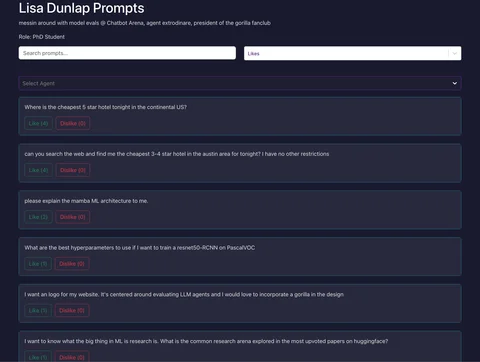 Lisa Dunlap Prompts
messin around with model evals @ Chatbot Arena, agent extrodinare, president of the gorilla fanclub
Role: PhD Student
Search prompts...
Likes
Select Agent
Where is the cheapest 5 star hotel tonight in the continental US?
Like (4) Dislike (0)
can you search the web and find me the cheapest 3-4 star hotel in the austin area for tonight? I have no other restrictions
Like (4) Dislike (0)
please explain the mamba ML architecture to me.
Like (2) Dislike (0)
What are the best hyperparameters to use if I want to train a resnet50-RCNN on PascalVOC
Like (1) Dislike (0)
I want an logo for my website. It's centered around evaluating LLM agents and I would love to incorporate a gorilla in the design
Like (1) Dislike (0)
I want to know what the big thing in ML is research is. What is the common research arena explored in the most upvoted papers on huggingface?
Like (1) Dislike (0)